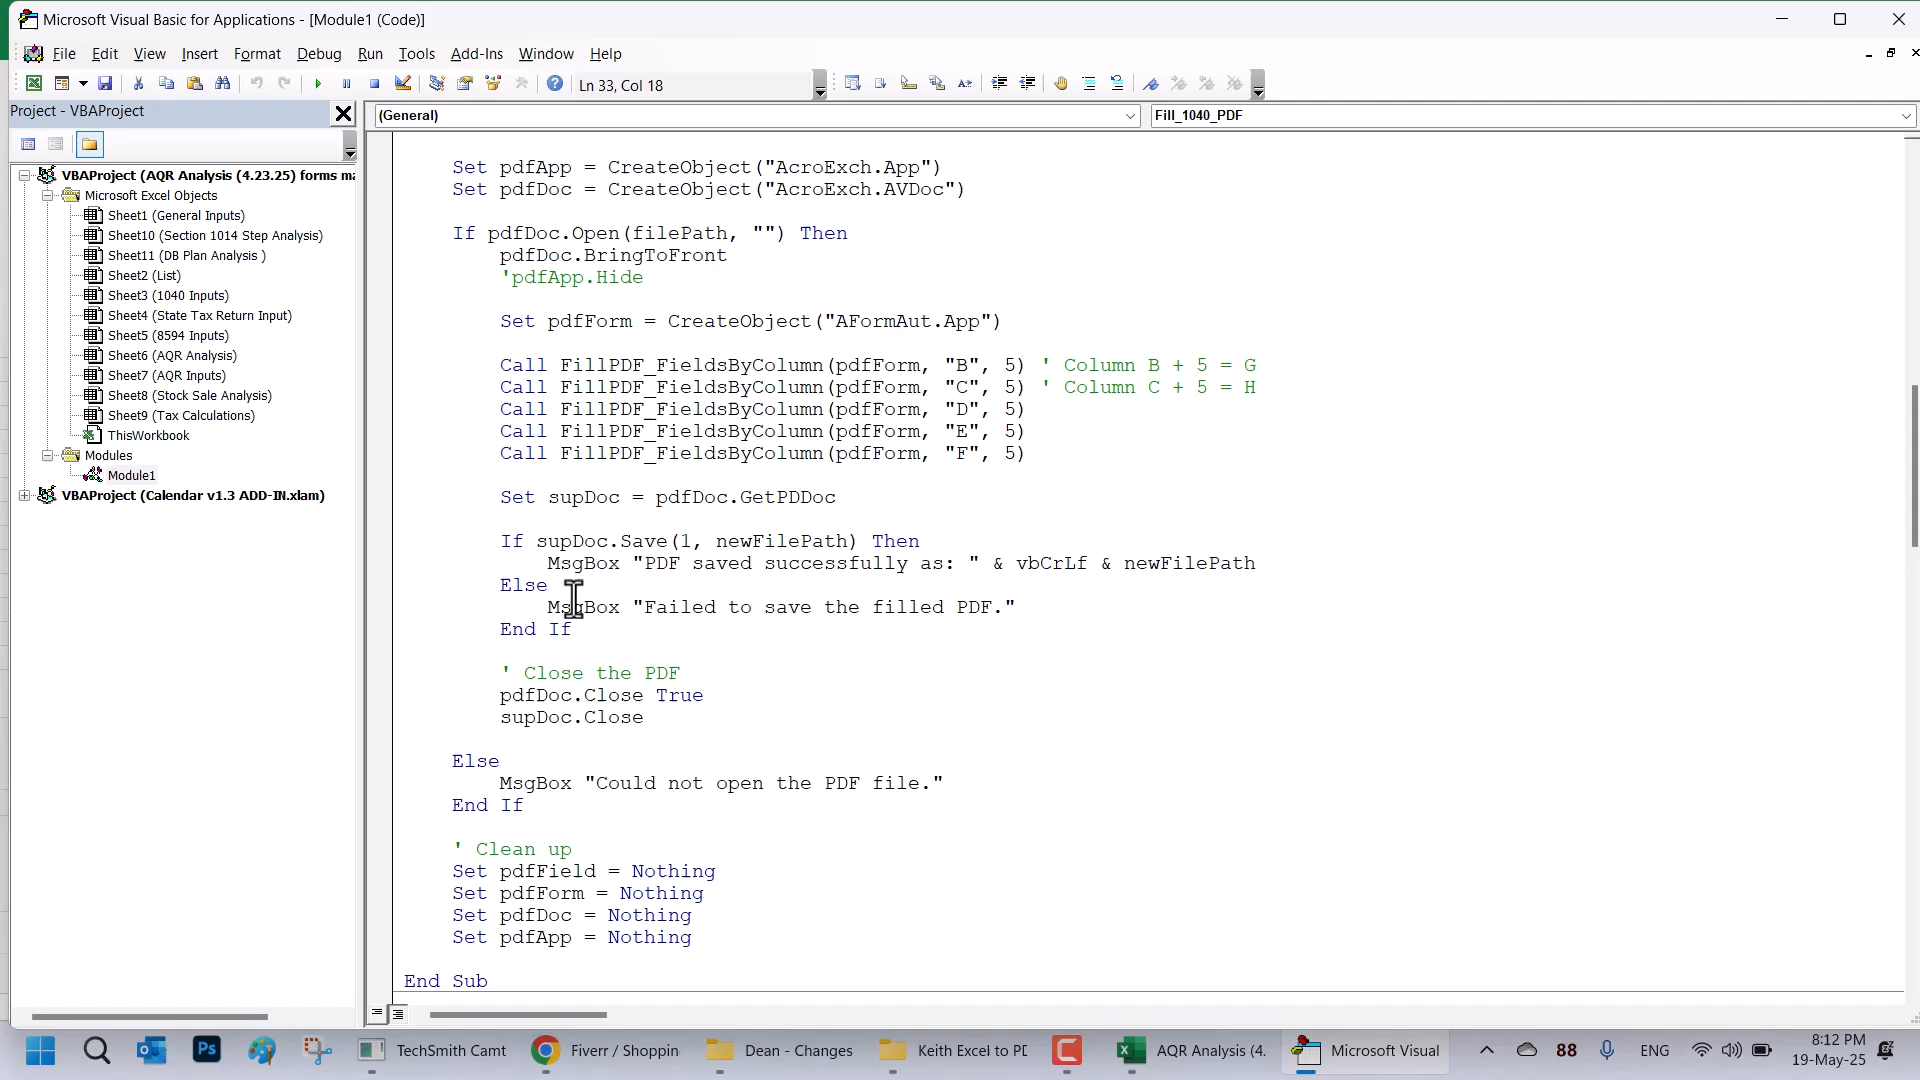 Microsoft Visual Basic for Applications - [Module1 (Code)]
File Edit View Insert Format Debug Run Tools Add-Ins Window Help
Ln 33, Col 18
Project - VBAProject
(General)
Fill_1040_PDF
VBAProject (AQR Analysis (4.23.25) forms ma
Microsoft Excel Objects
Sheet1 (General Inputs)
Sheet10 (Section 1014 Step Analysis)
Sheet11 (DB Plan Analysis )
Sheet2 (List)
Sheet3 (1040 Inputs)
Sheet4 (State Tax Return Input)
Sheet5 (8594 Inputs)
Sheet6 (AQR Analysis)
Sheet7 (AQR Inputs)
Sheet8 (Stock Sale Analysis)
Sheet9 (Tax Calculations)
ThisWorkbook
Modules
Module1
VBAProject (Calendar v1.3 ADD-IN.xlam)
Set pdfApp = CreateObject("AcroExch.App")
Set pdfDoc = CreateObject("AcroExch.AVDoc")
If pdfDoc.Open(filePath, "") Then
pdfDoc.BringToFront
'pdfApp.Hide
Set pdfForm = CreateObject("AFormAut.App")
Call FillPDF_FieldsByColumn(pdfForm, "B", 5) ' Column B + 5 = G
Call FillPDF_FieldsByColumn(pdfForm, "C", 5) ' Column C + 5 = H
Call FillPDF_FieldsByColumn(pdfForm, "D", 5)
Call FillPDF_FieldsByColumn(pdfForm, "E", 5)
Call FillPDF_FieldsByColumn(pdfForm, "F", 5)
Set supDoc = pdfDoc.GetPDDoc
If supDoc.Save(1, newFilePath) Then
MsgBox "PDF saved successfully as: " & vbCrLf & newFilePath
Else
MsgBox "Failed to save the filled PDF."
End If
' Close the PDF
pdfDoc.Close True
supDoc.Close
Else
MsgBox "Could not open the PDF file."
End If
' Clean up
Set pdfField = Nothing
Set pdfForm = Nothing
Set pdfDoc = Nothing
Set pdfApp = Nothing
End Sub
Ps
TechSmith Camt
Fiverr / Shoppin
Dean - Changes
Keith Excel to PD
AQR Analysis (4.
Microsoft Visual
88
ENG
8:12 PM
19-May-25